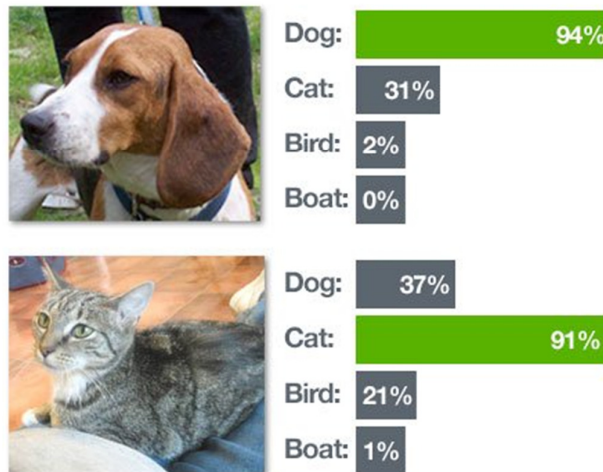 Dog: 94%
Cat: 31%
Bird: 2%
Boat: 0%
Dog: 37%
Cat: 91%
Bird: 21%
Boat: 1%